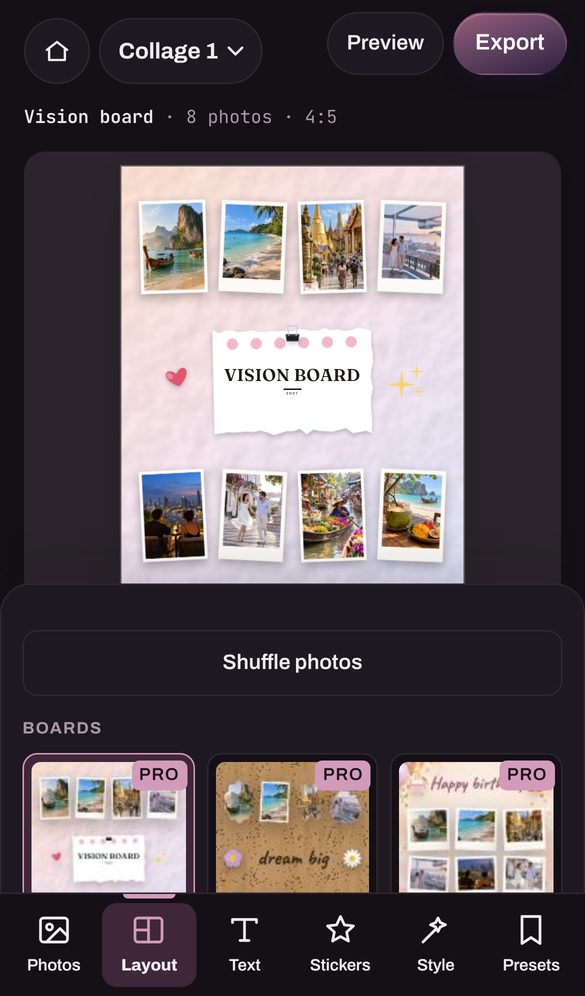 Collage 1
Preview
Export
Vision board · 8 photos · 4:5
VISION BOARD
2027
Shuffle photos
BOARDS
PRO
PRO
PRO
VISION BOARD
dream big
Happy birth
Photos
Layout
Text
Stickers
Style
Presets